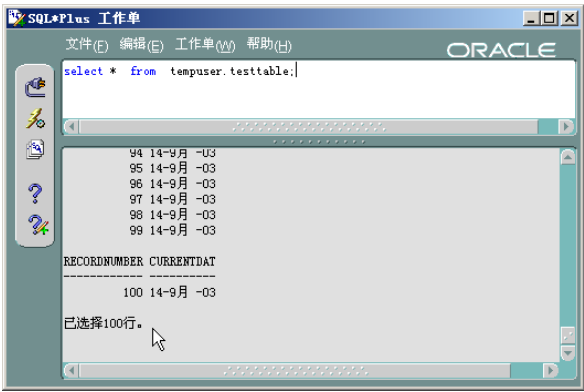 SQL*Plus 工作单
文件(F) 编辑(E) 工作单(W) 帮助(H)
ORACLE
select * from tempuser.testtable;
94 14-9月 -03
95 14-9月 -03
96 14-9月 -03
97 14-9月 -03
98 14-9月 -03
99 14-9月 -03
RECORDNUMBER CURRENTDAT
------------ ----------
100 14-9月 -03
已选择100行。